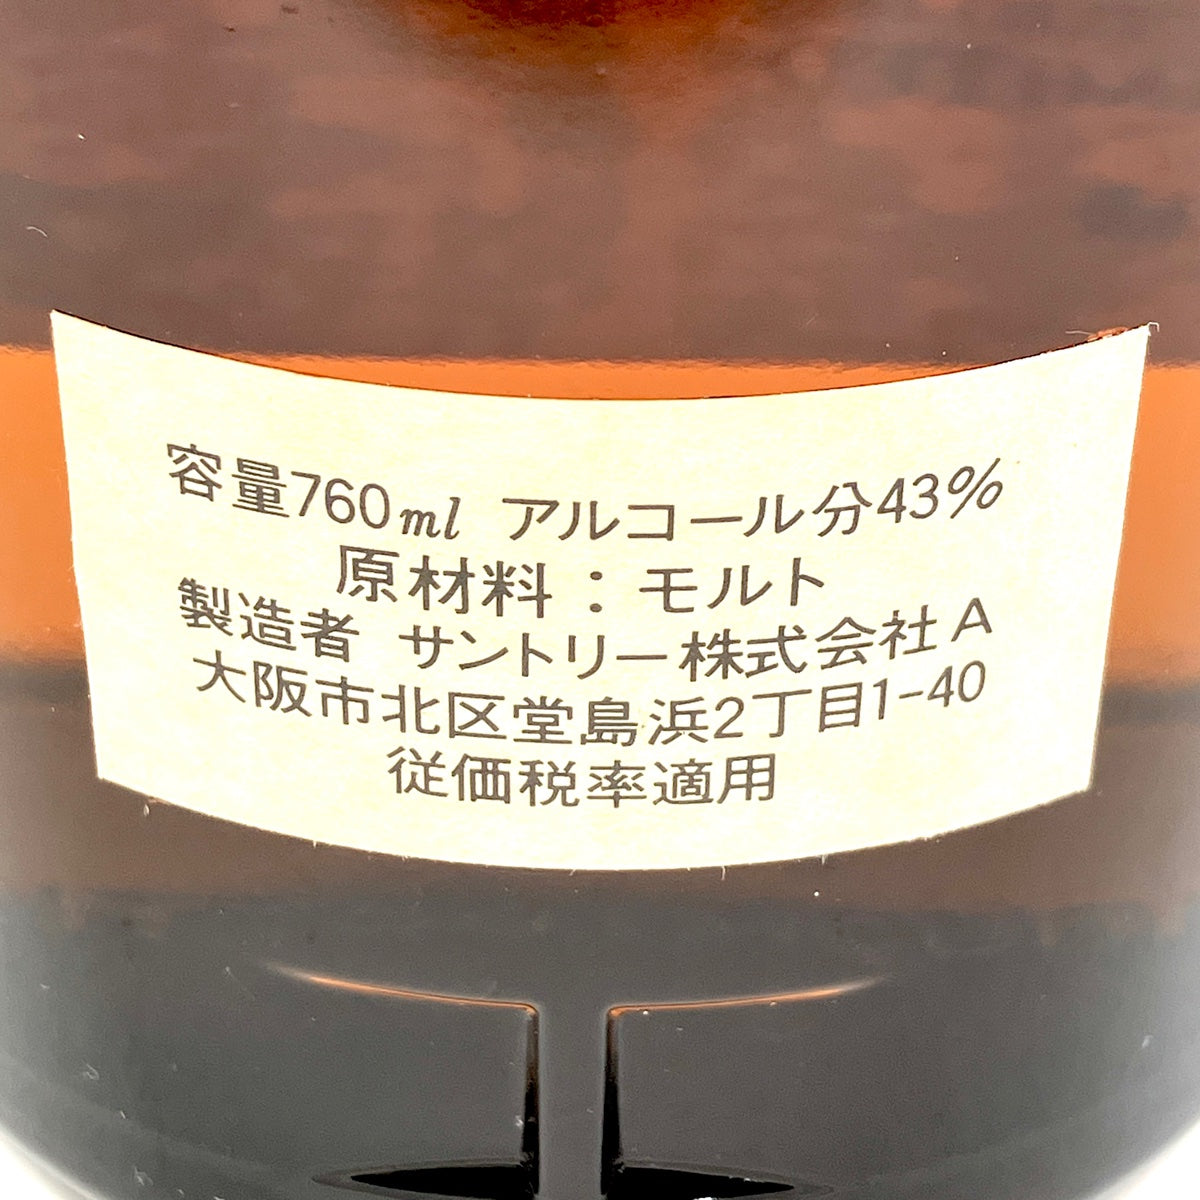 容量760ml アルコール分43%
原材料：モルト
製造者 サントリー株式会社A
大阪市北区堂島浜2丁目1-40
従価税率適用